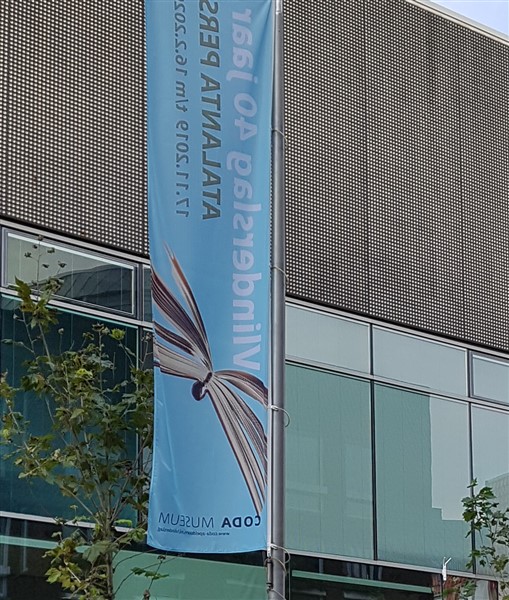 Vlinderslag 40 jaar
ATALANTA PERS
17.11.2019 t/m
CODA MUSEUM